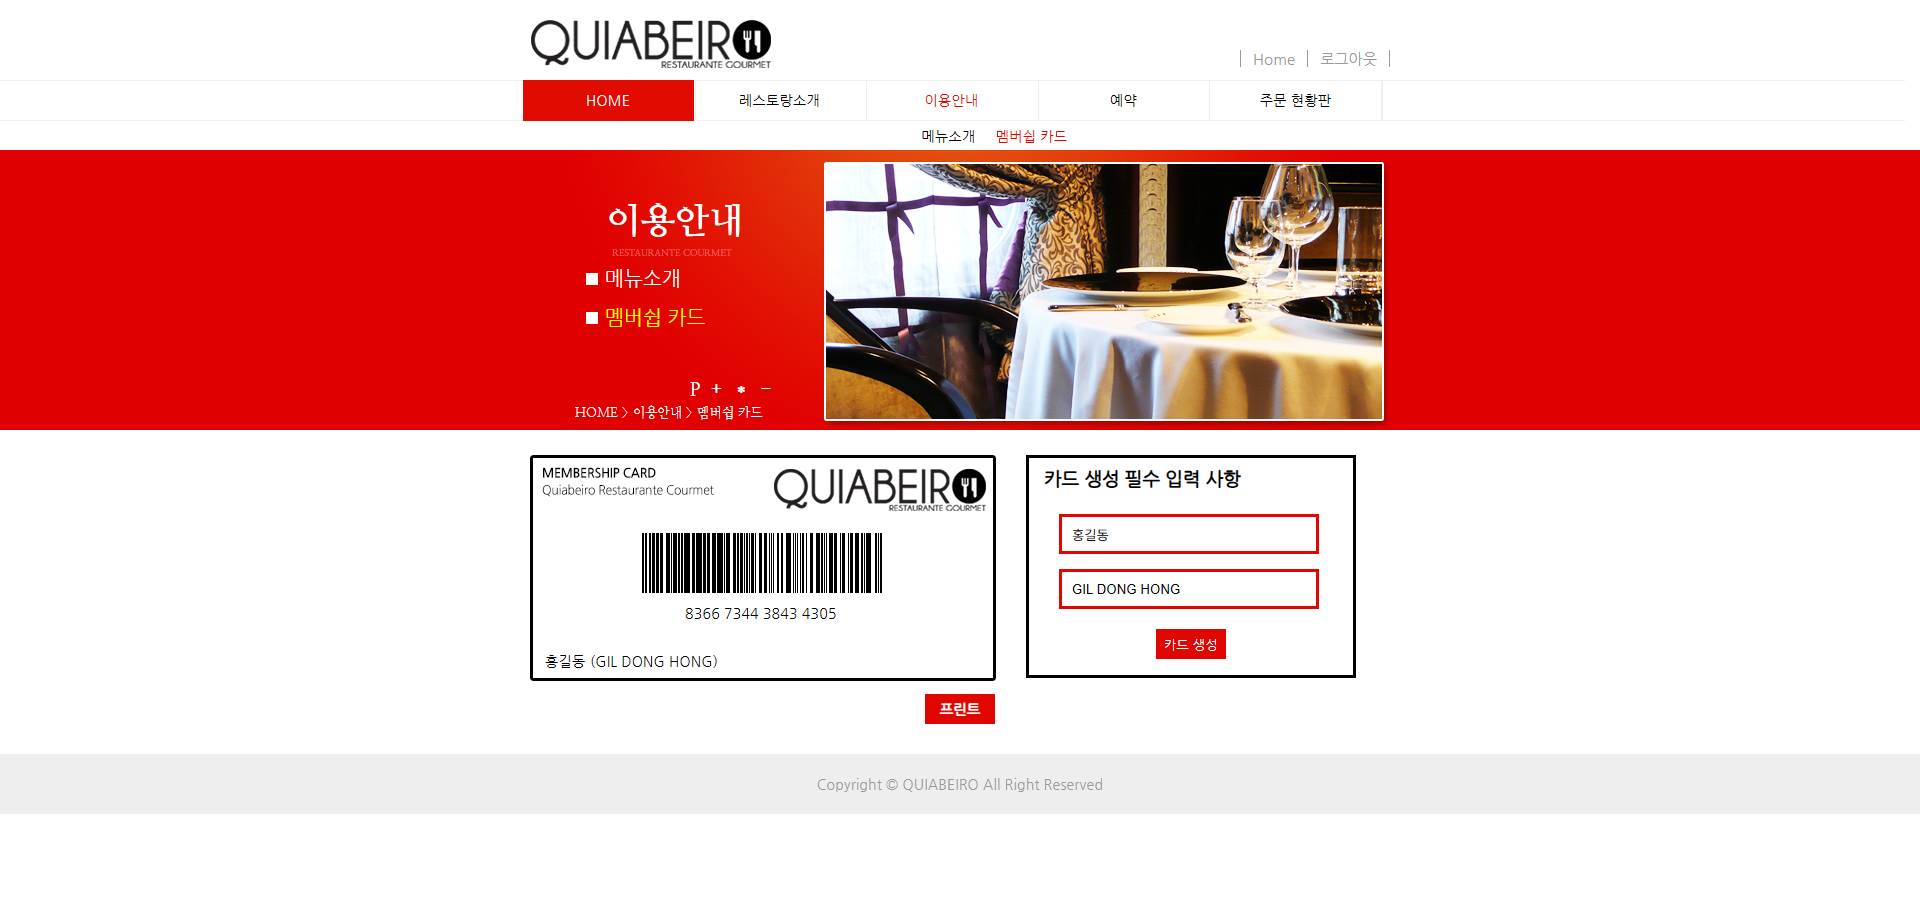 QUIABEIRO
RESTAURANTE GOURMET
Home
로그아웃
HOME
레스토랑소개
이용안내
예약
주문 현황판
메뉴소개
멤버쉽 카드
이용안내
RESTAURANTE COURMET
메뉴소개
멤버쉽 카드
P + * −
HOME > 이용안내 > 멤버쉽 카드
MEMBERSHIP CARD
Quiabeiro Restaurante Courmet
QUIABEIRO
RESTAURANTE GOURMET
8366 7344 3843 4305
홍길동 (GIL DONG HONG)
프린트
카드 생성 필수 입력 사항
홍길동
GIL DONG HONG
카드 생성
Copyright © QUIABEIRO All Right Reserved